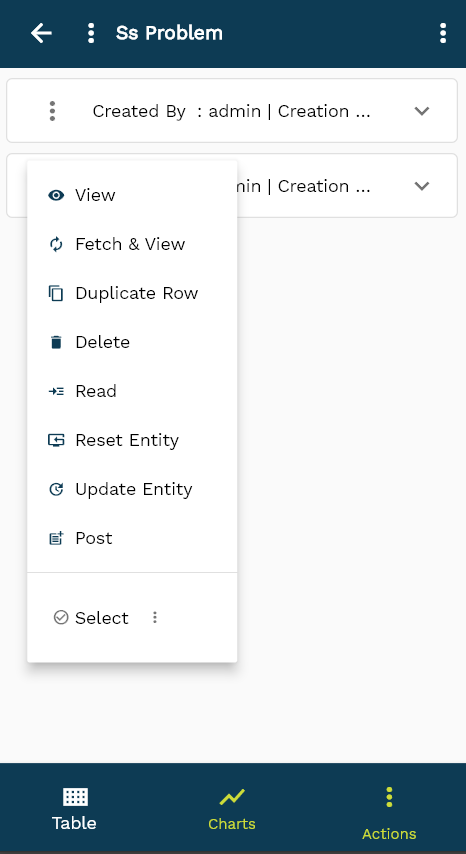 Ss Problem
Created By : admin | Creation ...
min | Creation ...
View
Fetch & View
Duplicate Row
Delete
Read
Reset Entity
Update Entity
Post
Select
Table
Charts
Actions